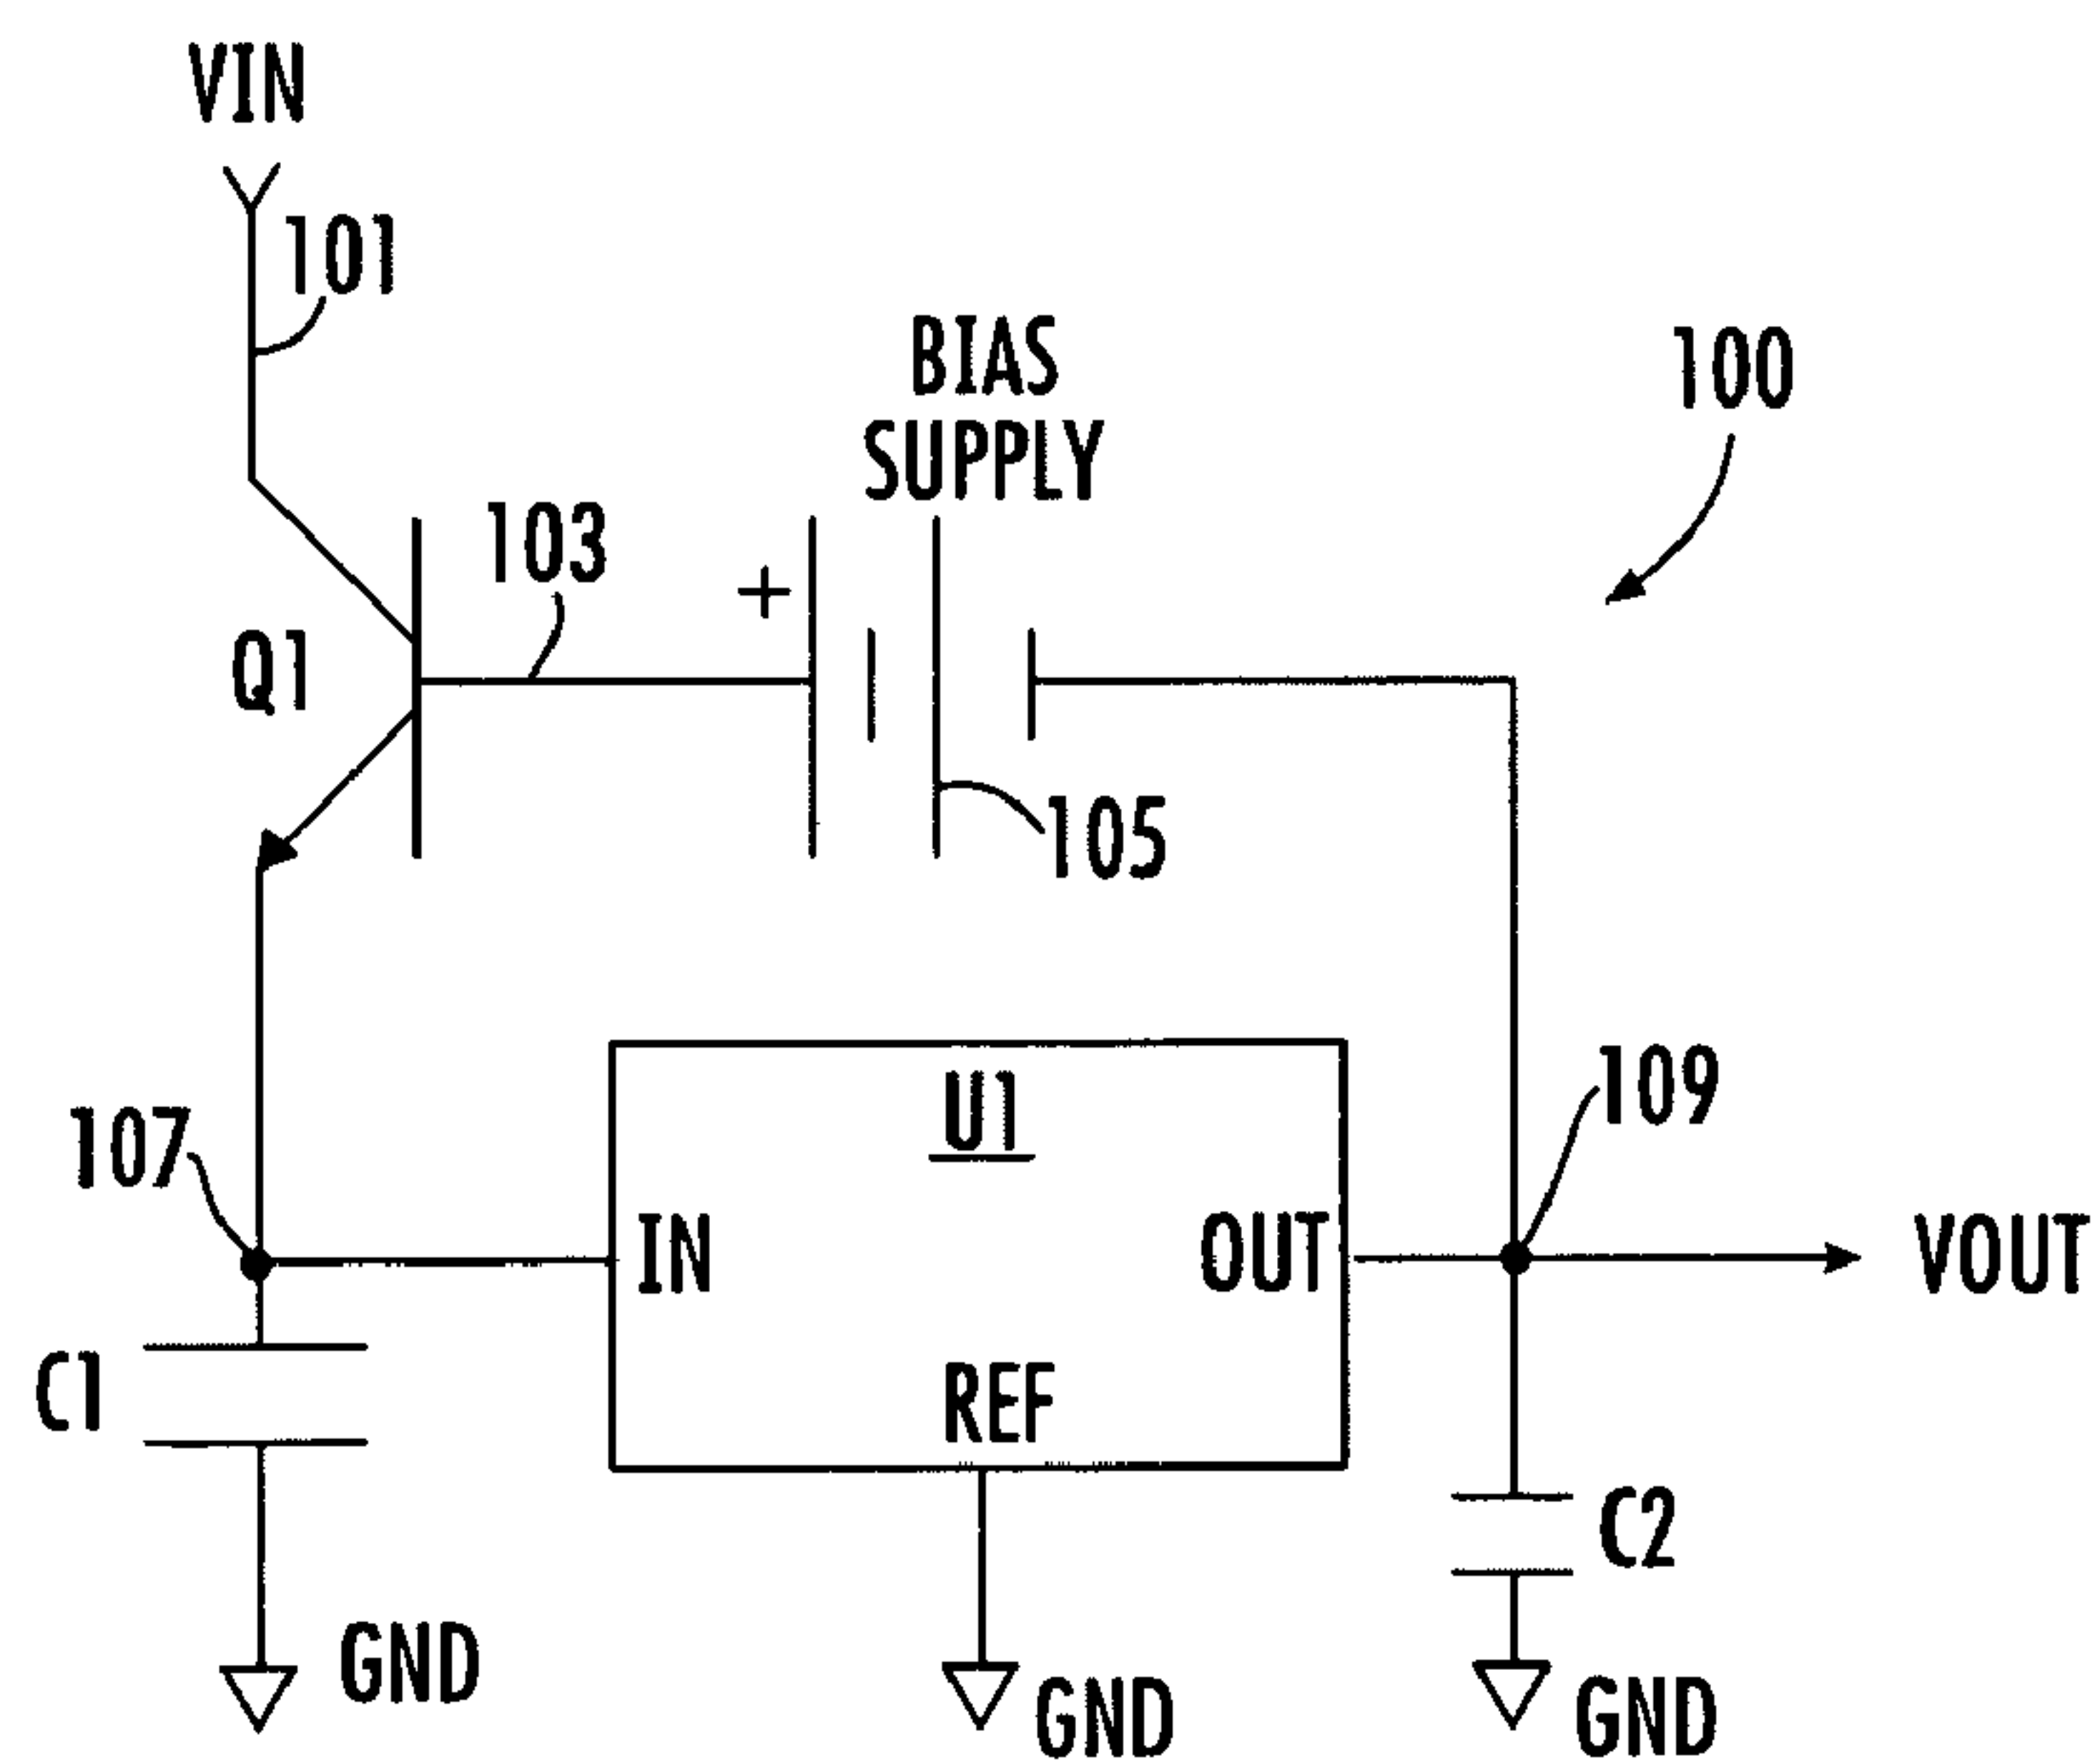 VIN
101
BIAS
SUPPLY
100
103
+
Q1
105
109
107
U1
IN
OUT
VOUT
REF
C1
C2
GND
GND
GND